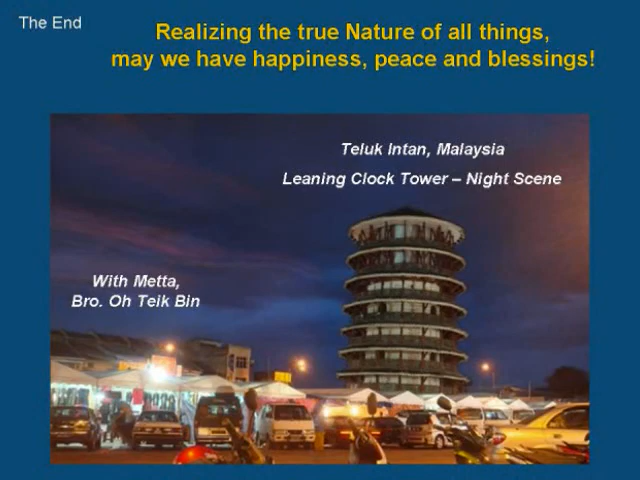 The End
Realizing the true Nature of all things,
may we have happiness, peace and blessings!
Teluk Intan, Malaysia
Leaning Clock Tower – Night Scene
With Metta,
Bro. Oh Teik Bin